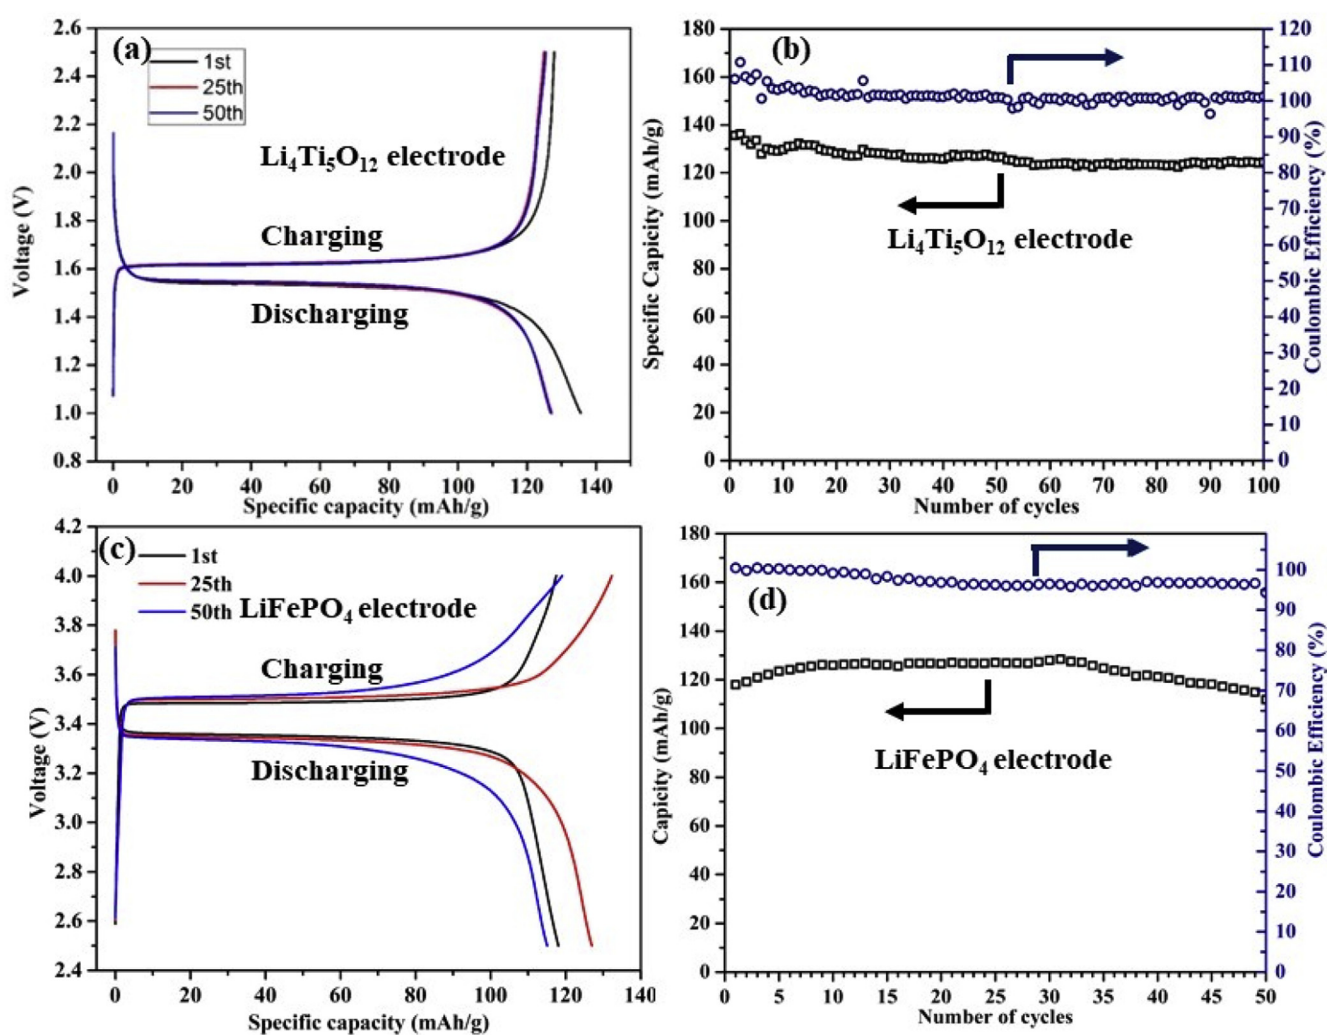 (a)
1st
25th
50th
Li4Ti5O12 electrode
Charging
Discharging
Voltage (V)
2.6
2.4
2.2
2.0
1.8
1.6
1.4
1.2
1.0
0.8
0 20 40 60 80 100 120 140
Specific capacity (mAh/g)
(b)
Li4Ti5O12 electrode
Specific Capacity (mAh/g)
180
160
140
120
100
80
60
40
20
0
Coulombic Efficiency (%)
120
110
100
90
80
70
60
50
40
30
20
10
0
0 10 20 30 40 50 60 70 80 90 100
Number of cycles
(c)
1st
25th
50th
LiFePO4 electrode
Charging
Discharging
Voltage (V)
4.2
4.0
3.8
3.6
3.4
3.2
3.0
2.8
2.6
2.4
0 20 40 60 80 100 120 140
Specific capacity (mAh/g)
(d)
LiFePO4 electrode
Capicity (mAh/g)
180
160
140
120
100
80
60
40
20
0
Coulombic Efficiency (%)
100
90
80
70
60
50
40
30
20
10
0
0 5 10 15 20 25 30 35 40 45 50
Number of cycles